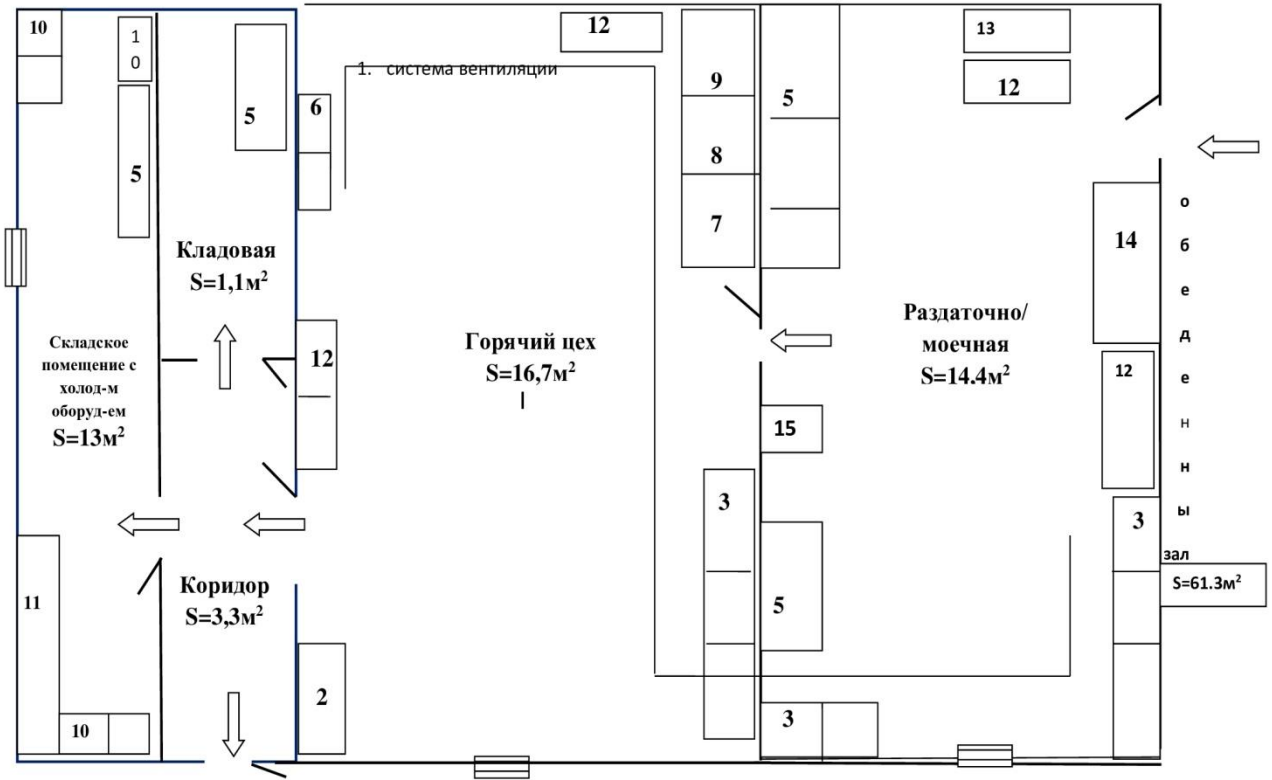 10
1
0
5
5
Кладовая
S=1,1м²
Складское
помещение с
холод-м
оборуд-ем
S=13м²
11
10
Коридор
S=3,3м²
12
1. система вентиляции
6
12
2
Горячий цех
S=16,7м²
9
8
7
3
5
15
5
3
13
12
Раздаточно/
моечная
S=14.4м²
14
12
3
о
б
е
д
е
н
н
ы
зал
S=61.3м²